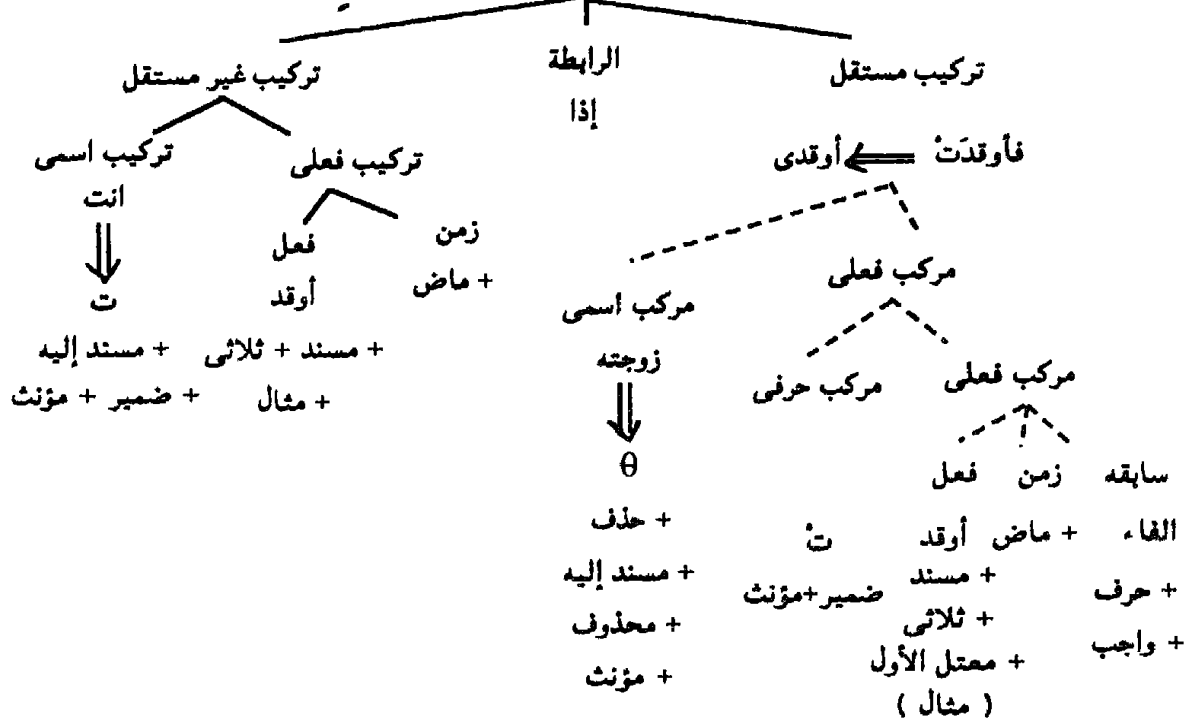 تركيب مستقل الرابطة تركيب غير مستقل
إذا
فأوقدَتْ أوقدى تركيب فعلى تركيب اسمى
انت
زمن فعل
مركب فعلى + ماض أوقد ت
مركب اسمى
زوجته + مسند + ثلاثى + مسند إليه
مركب فعلى مركب حرفى + مثال + ضمير + مؤنث
θ
سابقه زمن فعل
+ حذف
الفاء + ماض أوقد تْ
+ مسند إليه + مسند
+ حرف ضمير+مؤنث
+ محذوف + ثلاثى
+ واجب
+ مؤنث + معتل الأول
( مثال )